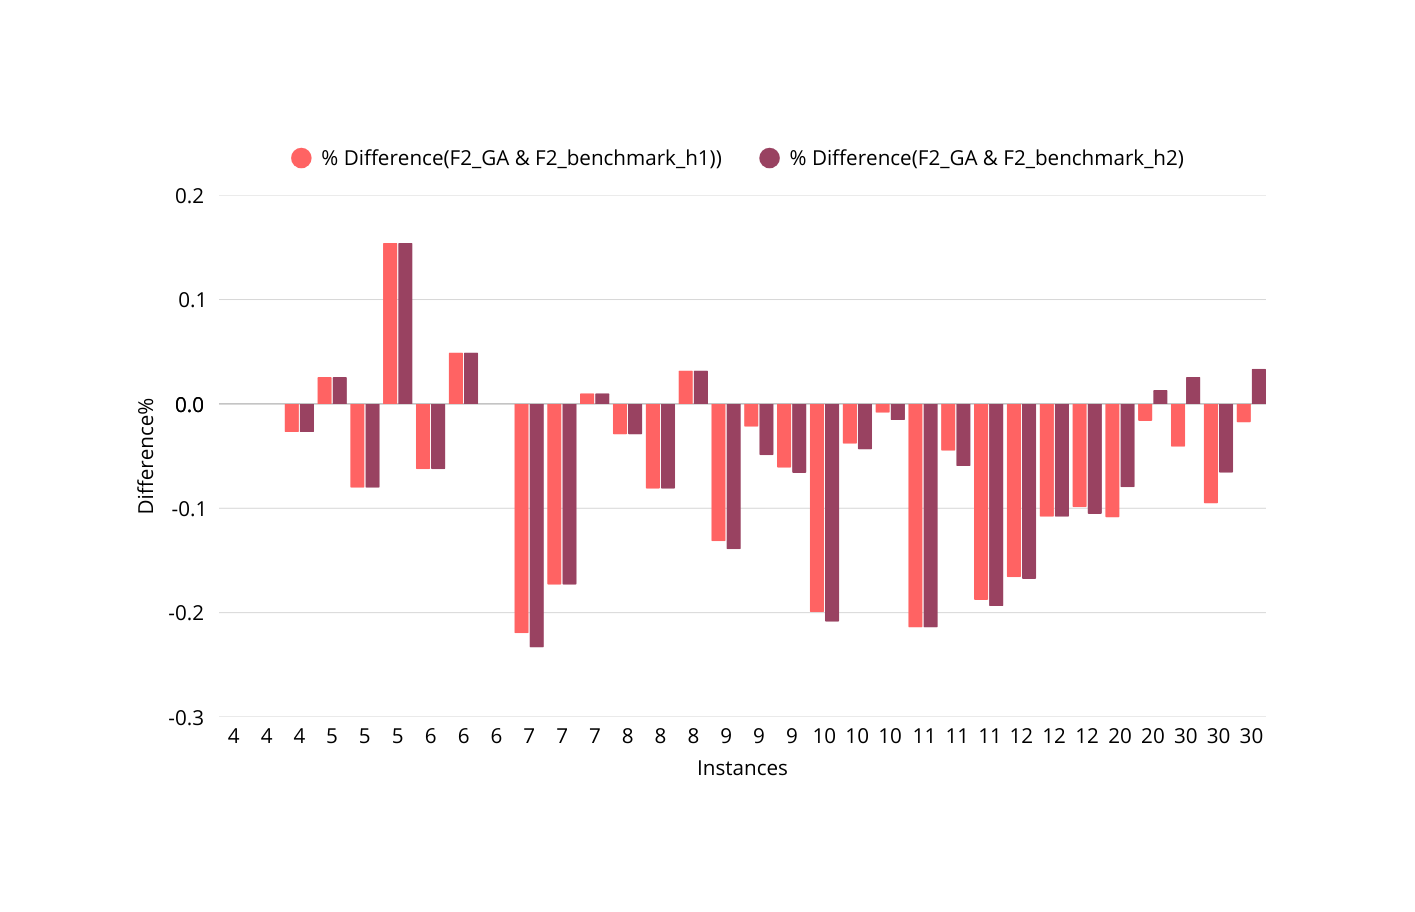 % Difference(F2_GA & F2_benchmark_h1)) % Difference(F2_GA & F2_benchmark_h2)
0.2
0.1
0.0
-0.1
-0.2
-0.3
Difference%
4 4 4 5 5 5 6 6 6 7 7 7 8 8 8 9 9 9 10 10 10 11 11 11 12 12 12 20 20 30 30 30
Instances